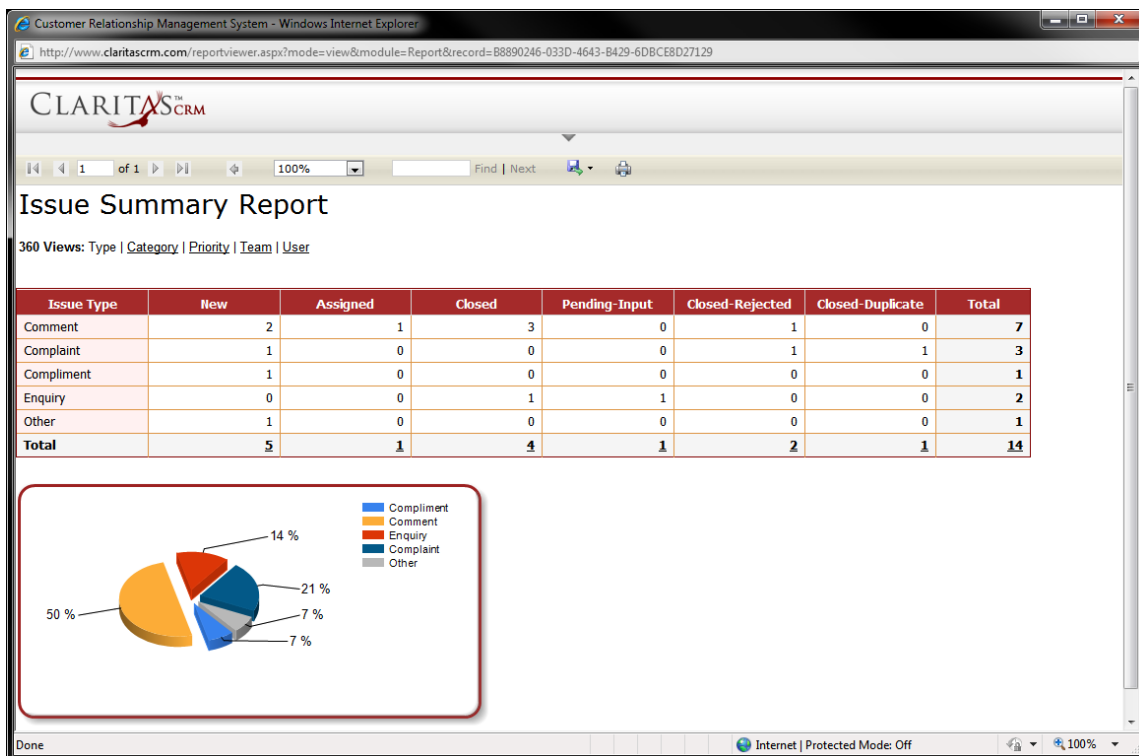 Customer Relationship Management System - Windows Internet Explorer
http://www.claritascrm.com/reportviewer.aspx?mode=view&module=Report&record=B8890246-033D-4643-B429-6DBCE8D27129
CLARITAS™ CRM
1 of 1 100% Find | Next
Issue Summary Report
360 Views: Type | Category | Priority | Team | User
Issue Type New Assigned Closed Pending-Input Closed-Rejected Closed-Duplicate Total
Comment 2 1 3 0 1 0 7
Complaint 1 0 0 0 1 1 3
Compliment 1 0 0 0 0 0 1
Enquiry 0 0 1 1 0 0 2
Other 1 0 0 0 0 0 1
Total 5 1 4 1 2 1 14
Compliment
Comment
Enquiry
Complaint
Other
14 %
21 %
50 %
7 %
7 %
Done Internet | Protected Mode: Off 100%